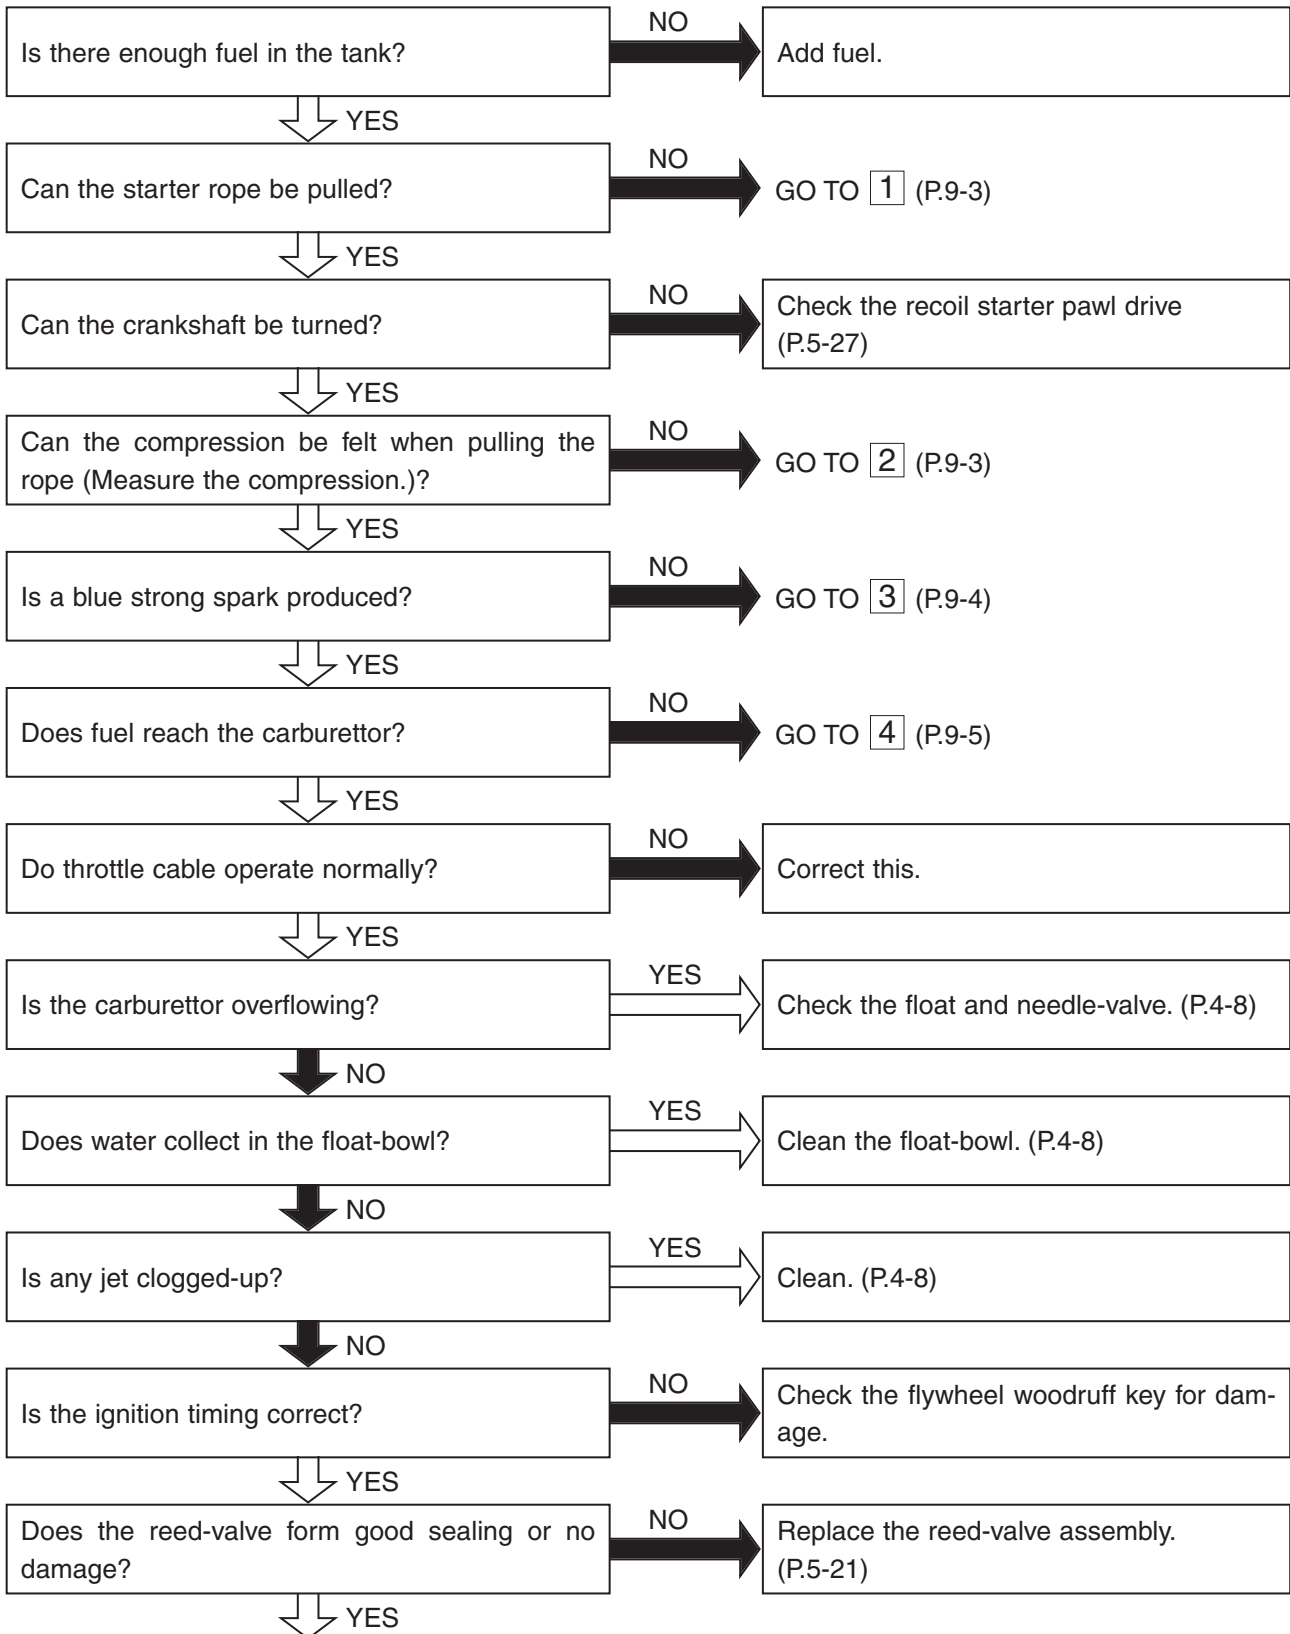 Is there enough fuel in the tank?
NO
Add fuel.
YES
Can the starter rope be pulled?
NO
GO TO 1 (P.9-3)
YES
Can the crankshaft be turned?
NO
Check the recoil starter pawl drive
(P.5-27)
YES
Can the compression be felt when pulling the
rope (Measure the compression.)?
NO
GO TO 2 (P.9-3)
YES
Is a blue strong spark produced?
NO
GO TO 3 (P.9-4)
YES
Does fuel reach the carburettor?
NO
GO TO 4 (P.9-5)
YES
Do throttle cable operate normally?
NO
Correct this.
YES
Is the carburettor overflowing?
YES
Check the float and needle-valve. (P.4-8)
NO
Does water collect in the float-bowl?
YES
Clean the float-bowl. (P.4-8)
NO
Is any jet clogged-up?
YES
Clean. (P.4-8)
NO
Is the ignition timing correct?
NO
Check the flywheel woodruff key for dam-
age.
YES
Does the reed-valve form good sealing or no
damage?
NO
Replace the reed-valve assembly.
(P.5-21)
YES